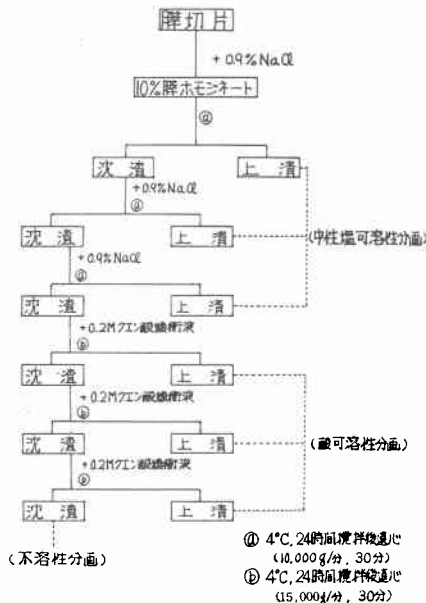 膵切片
+0.9%NaCl
10%膵ホモジネート
ⓐ
沈渣 上清
+0.9%NaCl
ⓐ
沈渣 上清 (中性塩可溶性分画)
+0.9%NaCl
ⓐ
沈渣 上清
+0.2Mクエン酸緩衝液
ⓑ
沈渣 上清
+0.2Mクエン酸緩衝液
ⓑ
沈渣 上清 (酸可溶性分画)
+0.2Mクエン酸緩衝液
ⓑ
沈渣 上清
(不溶性分画)
ⓐ 4°C, 24時間攪拌後遠心
(10,000g/分, 30分)
ⓑ 4°C, 24時間攪拌後遠心
(15,000g/分, 30分)